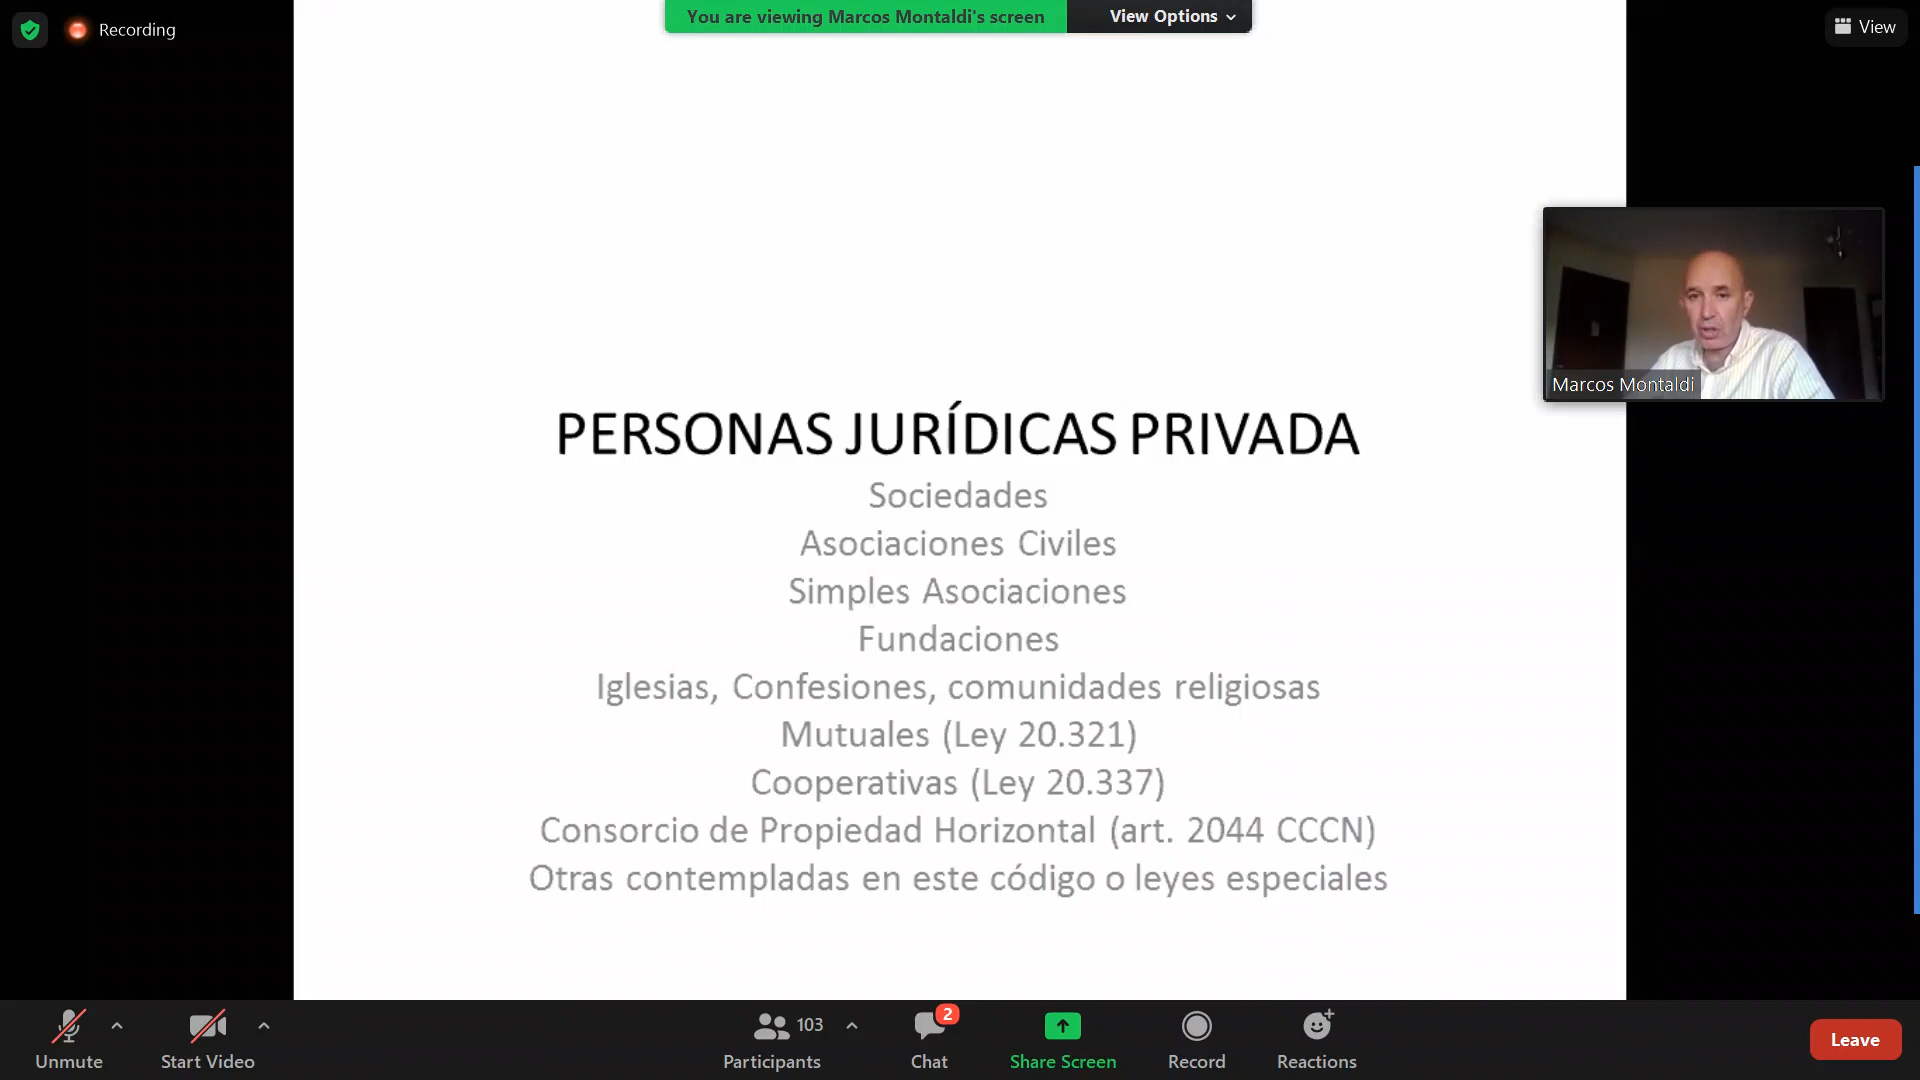 Recording
You are viewing Marcos Montaldi's screen
View Options
View
Marcos Montaldi
PERSONAS JURÍDICAS PRIVADA
Sociedades
Asociaciones Civiles
Simples Asociaciones
Fundaciones
Iglesias, Confesiones, comunidades religiosas
Mutuales (Ley 20.321)
Cooperativas (Ley 20.337)
Consorcio de Propiedad Horizontal (art. 2044 CCCN)
Otras contempladas en este código o leyes especiales
Unmute
Start Video
103
Participants
2
Chat
Share Screen
Record
Reactions
Leave